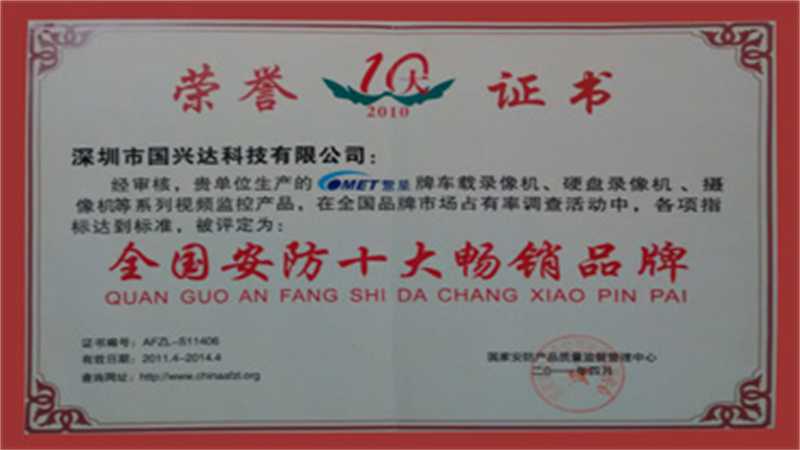 荣誉 10大 证书
2010
深圳市国兴达科技有限公司：
经审核，贵单位生产的 COMET 彗星 牌车载录像机、硬盘录像机、摄
像机等系列视频监控产品，在全国品牌市场占有率调查活动中，各项指
标达到标准，被评定为：
全国安防十大畅销品牌
QUAN GUO AN FANG SHI DA CHANG XIAO PIN PAI
证书编号：AFZL-S11406
有效日期：2011.4-2014.4
查询网址：http://www.chinaafzl.org
国家安防产品质量监督管理中心
二〇一一年四月